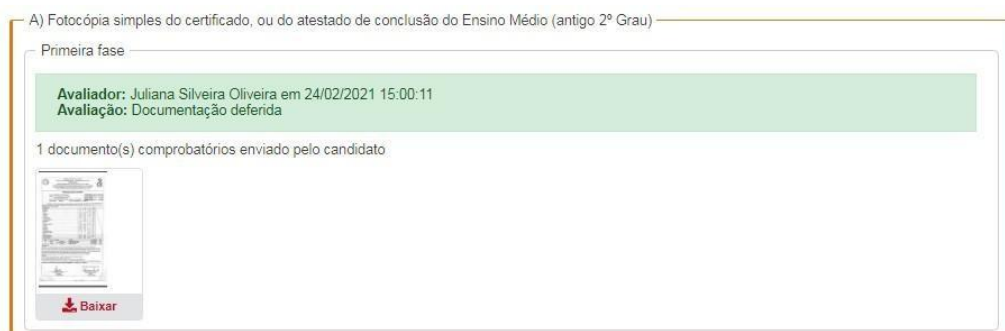 A) Fotocópia simples do certificado, ou do atestado de conclusão do Ensino Médio (antigo 2º Grau)
Primeira fase
Avaliador: Juliana Silveira Oliveira em 24/02/2021 15:00:11
Avaliação: Documentação deferida
1 documento(s) comprobatórios enviado pelo candidato
Baixar